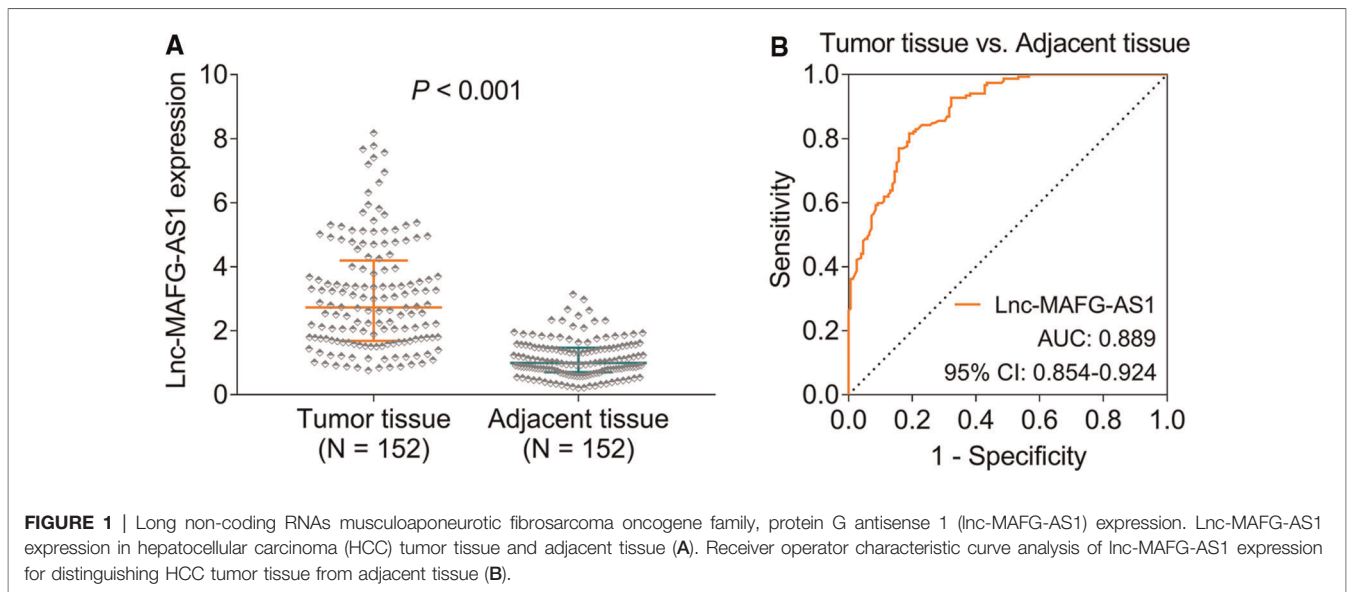 A
Lnc-MAFG-AS1 expression
10
8
6
4
2
0
P < 0.001
Tumor tissue
(N = 152)
Adjacent tissue
(N = 152)
B
Tumor tissue vs. Adjacent tissue
Sensitivity
1.0
0.8
0.6
0.4
0.2
0.0
Lnc-MAFG-AS1
AUC: 0.889
95% CI: 0.854-0.924
0.0 0.2 0.4 0.6 0.8 1.0
1 - Specificity
FIGURE 1 | Long non-coding RNAs musculoaponeurotic fibrosarcoma oncogene family, protein G antisense 1 (lnc-MAFG-AS1) expression. Lnc-MAFG-AS1
expression in hepatocellular carcinoma (HCC) tumor tissue and adjacent tissue (A). Receiver operator characteristic curve analysis of lnc-MAFG-AS1 expression
for distinguishing HCC tumor tissue from adjacent tissue (B).